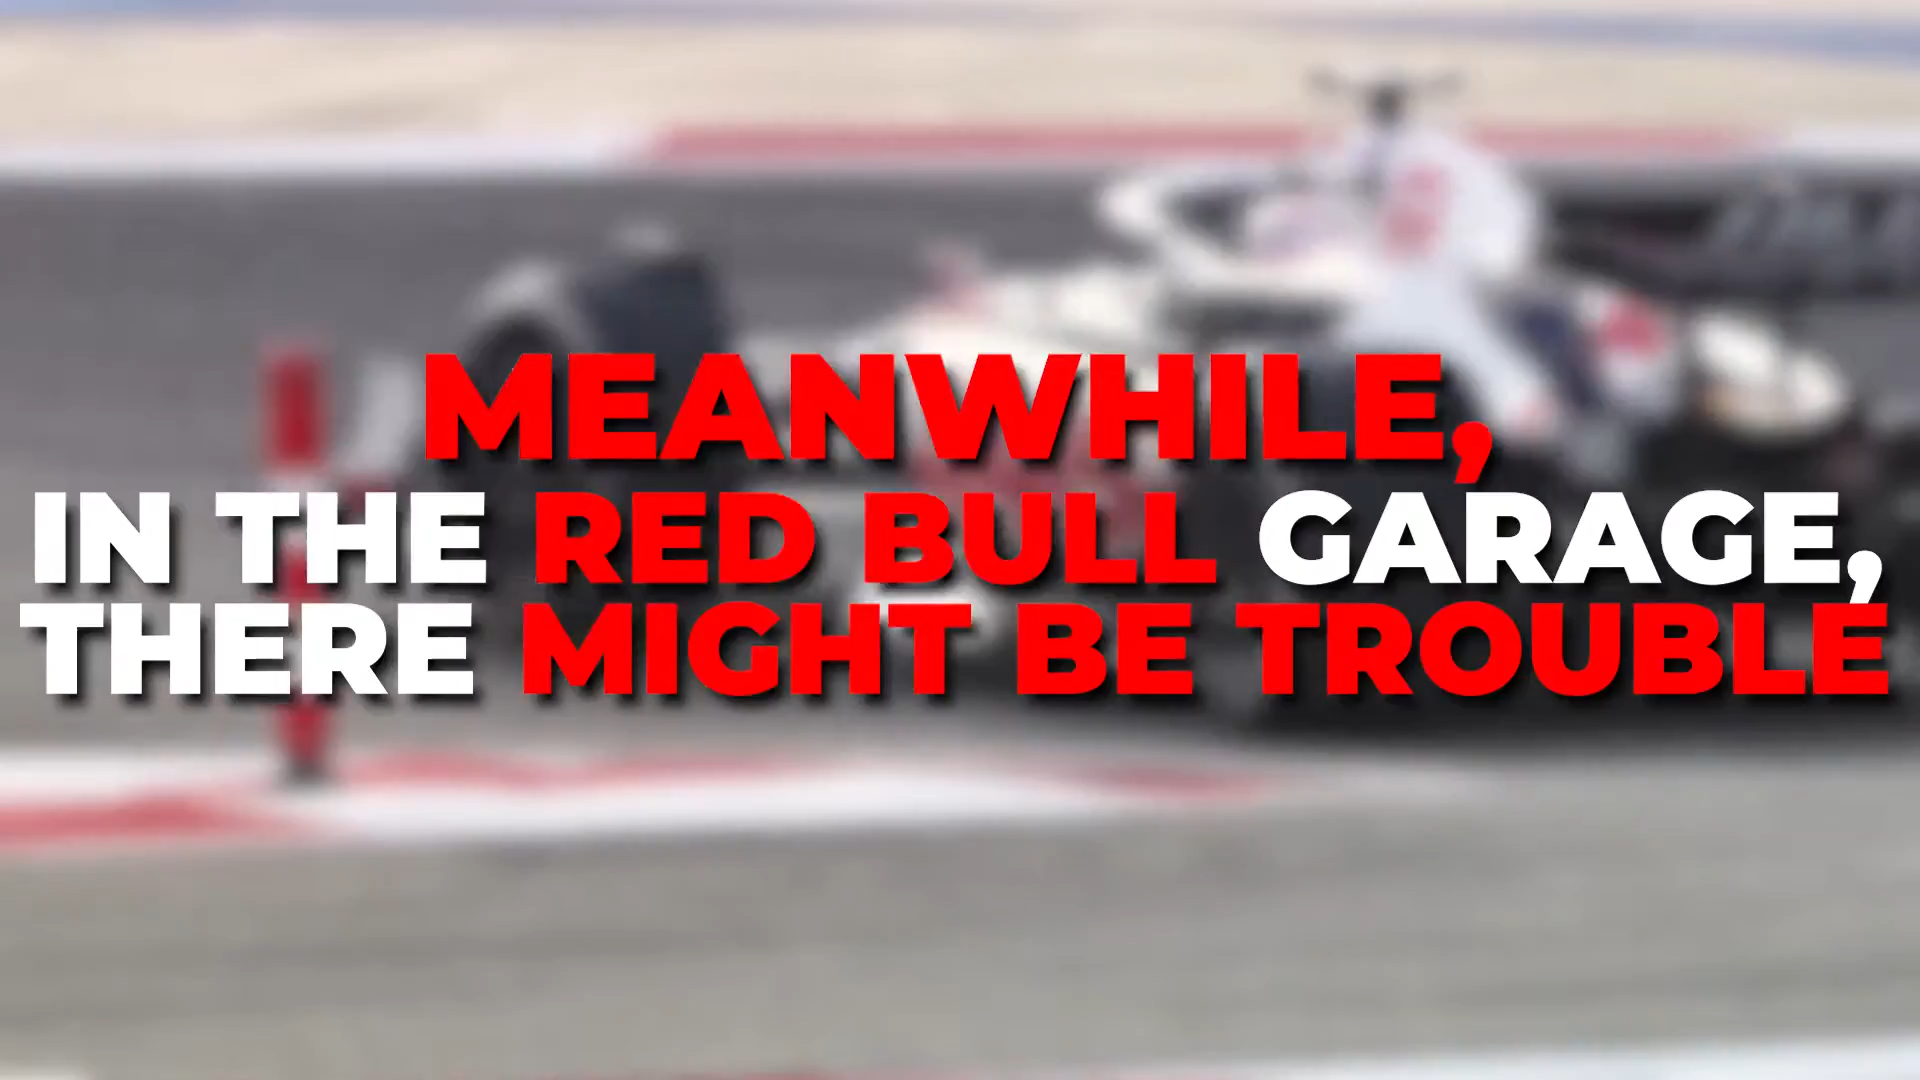 MEANWHILE,
IN THE RED BULL GARAGE,
THERE MIGHT BE TROUBLE